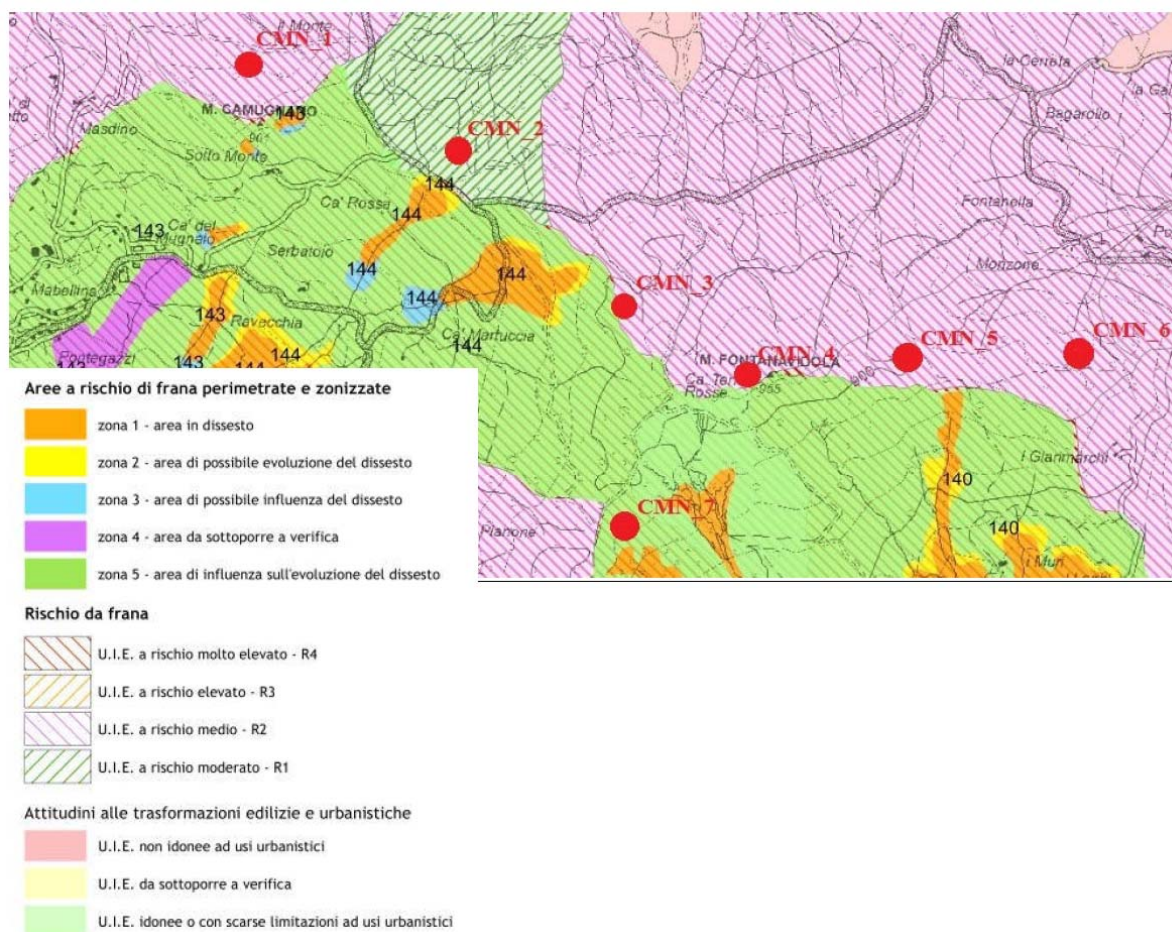 Il Monte
CMN_1
la Cerreta
la Ga
Bagarollo
M. CAMUGNANO
143
Masdino
CMN_2
Sotto Monte
144
Ca' Rossa
144
Fontanella
143
Ca' del
Mugnaio
Serbatoio
144
144
144
Monzone
Mabellina
CMN_3
143
Ravecchia
Ca' Martuccia
144
CMN_5
CMN_6
Pontegazzi
143
143
144
144
M. FONTANACIDOLA
CMN_4
900
955
Rosse
i Gianmarchi
140
CMN_7
Pianone
140
i Muri
Aree a rischio di frana perimetrate e zonizzate
zona 1 - area in dissesto
zona 2 - area di possibile evoluzione del dissesto
zona 3 - area di possibile influenza del dissesto
zona 4 - area da sottoporre a verifica
zona 5 - area di influenza sull'evoluzione del dissesto
Rischio da frana
U.I.E. a rischio molto elevato - R4
U.I.E. a rischio elevato - R3
U.I.E. a rischio medio - R2
U.I.E. a rischio moderato - R1
Attitudini alle trasformazioni edilizie e urbanistiche
U.I.E. non idonee ad usi urbanistici
U.I.E. da sottoporre a verifica
U.I.E. idonee o con scarse limitazioni ad usi urbanistici